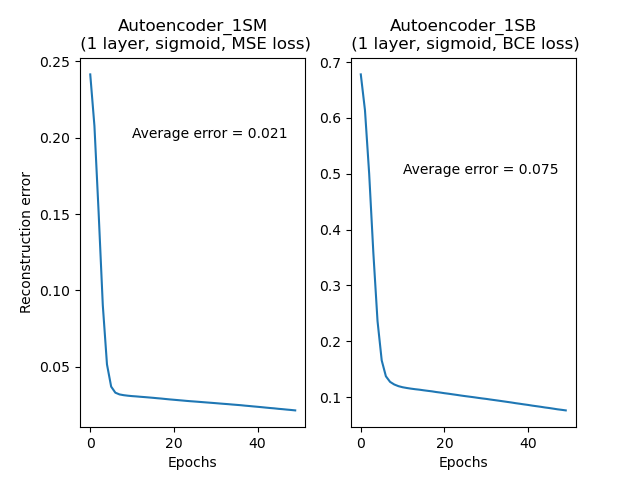 Autoencoder_1SM
(1 layer, sigmoid, MSE loss)
0.25
0.20
0.15
0.10
0.05
Reconstruction error
Average error = 0.021
0
20
40
Epochs
Autoencoder_1SB
(1 layer, sigmoid, BCE loss)
0.7
0.6
0.5
0.4
0.3
0.2
0.1
Average error = 0.075
0
20
40
Epochs